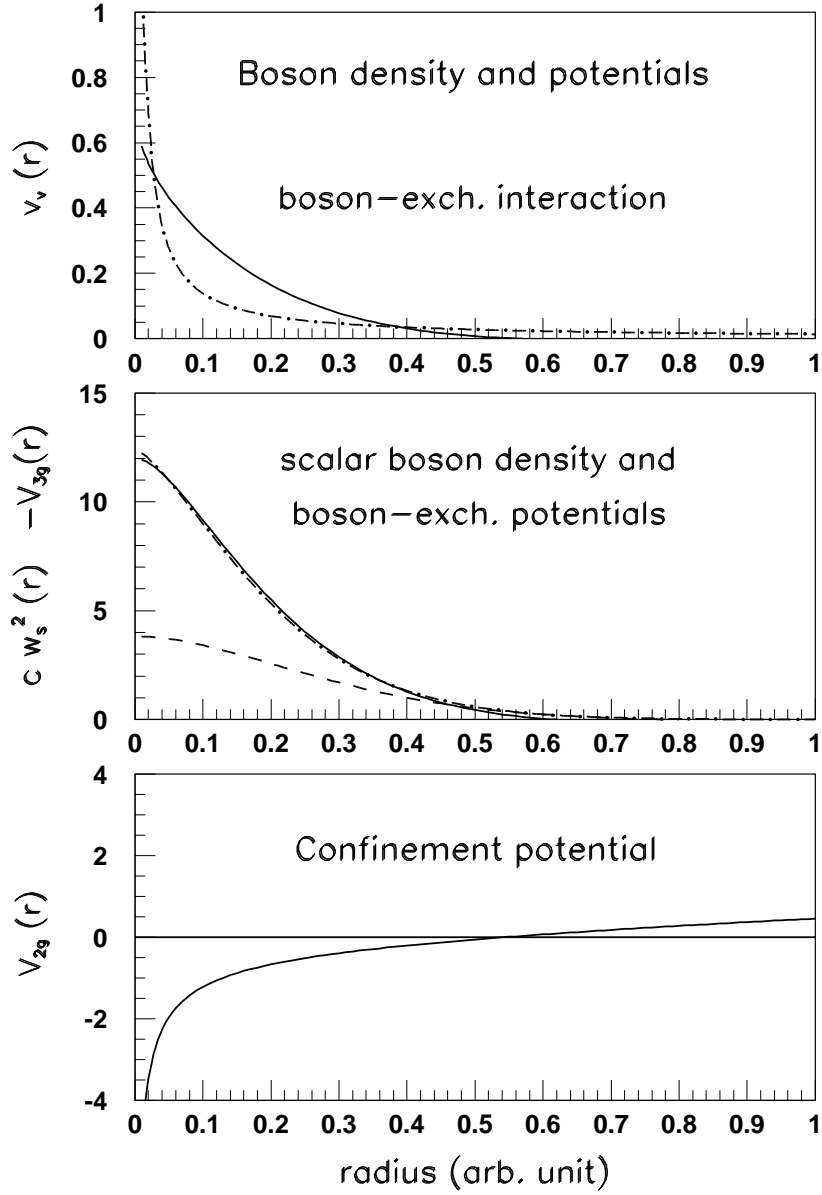 Boson density and potentials
boson−exch. interaction
v_v (r)
1
0.8
0.6
0.4
0.2
0
0 0.1 0.2 0.3 0.4 0.5 0.6 0.7 0.8 0.9 1
scalar boson density and
boson−exch. potentials
c w_s^2 (r) −V_3g(r)
15
10
5
0
0 0.1 0.2 0.3 0.4 0.5 0.6 0.7 0.8 0.9 1
Confinement potential
V_2g (r)
4
2
0
-2
-4
0 0.1 0.2 0.3 0.4 0.5 0.6 0.7 0.8 0.9 1
radius (arb. unit)